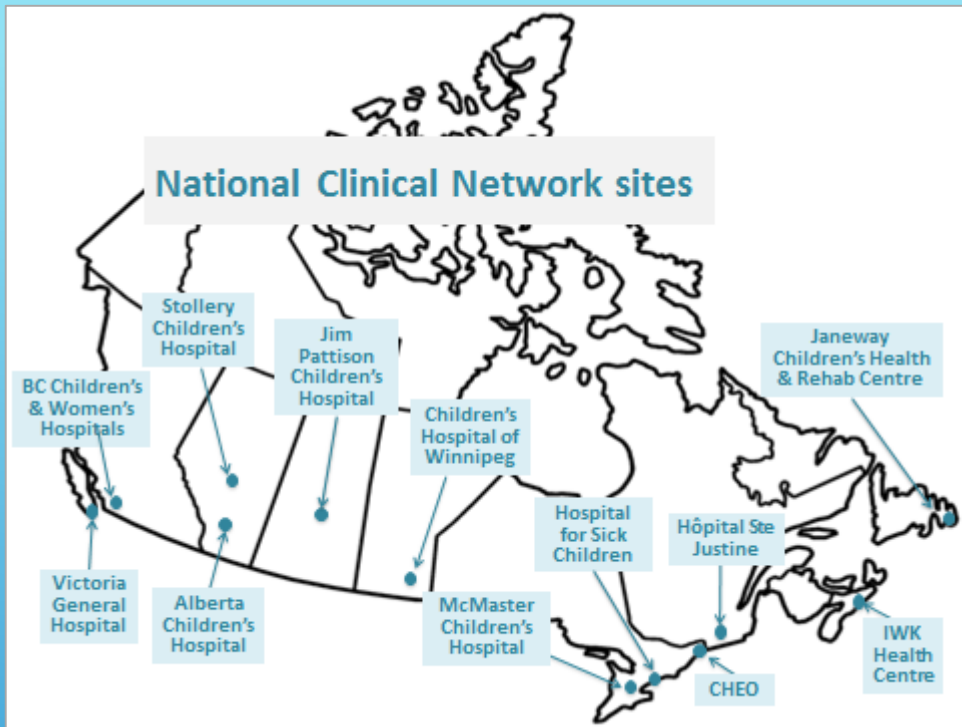 National Clinical Network sites
Stollery
Children's
Hospital
Jim
Pattison
Children's
Hospital
Janeway
Children's Health
& Rehab Centre
BC Children's
& Women's
Hospitals
Children's
Hospital of
Winnipeg
Hospital
for Sick
Children
Hôpital Ste
Justine
Victoria
General
Hospital
Alberta
Children's
Hospital
McMaster
Children's
Hospital
CHEO
IWK
Health
Centre